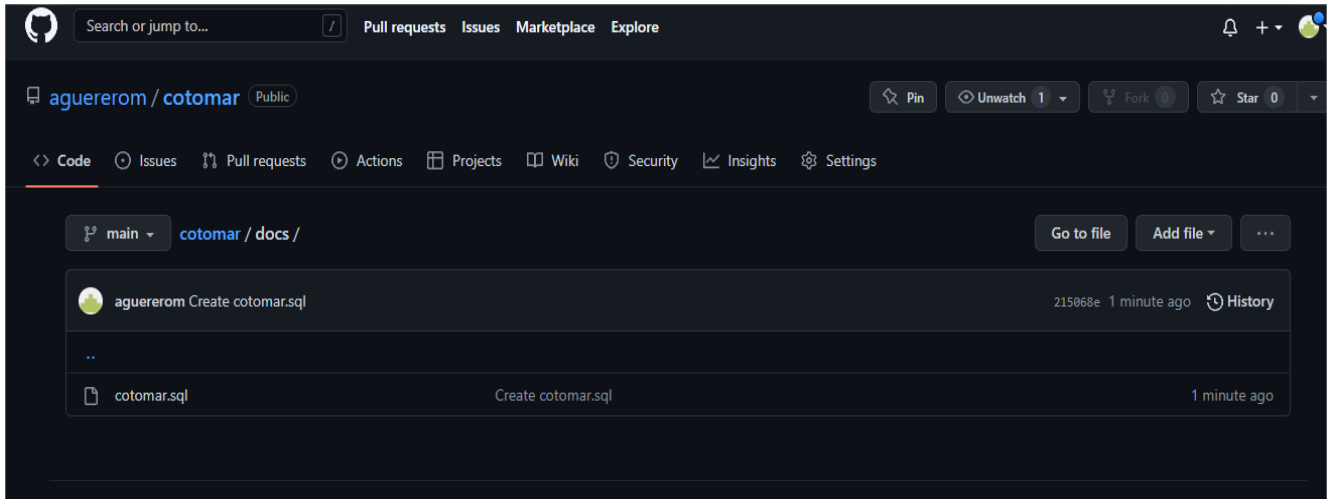 Search or jump to... / Pull requests Issues Marketplace Explore
aguererom / cotomar Public Pin Unwatch 1 Fork 0 Star 0
Code Issues Pull requests Actions Projects Wiki Security Insights Settings
main cotomar / docs / Go to file Add file ...
aguererom Create cotomar.sql 215068e 1 minute ago History
..
cotomar.sql Create cotomar.sql 1 minute ago